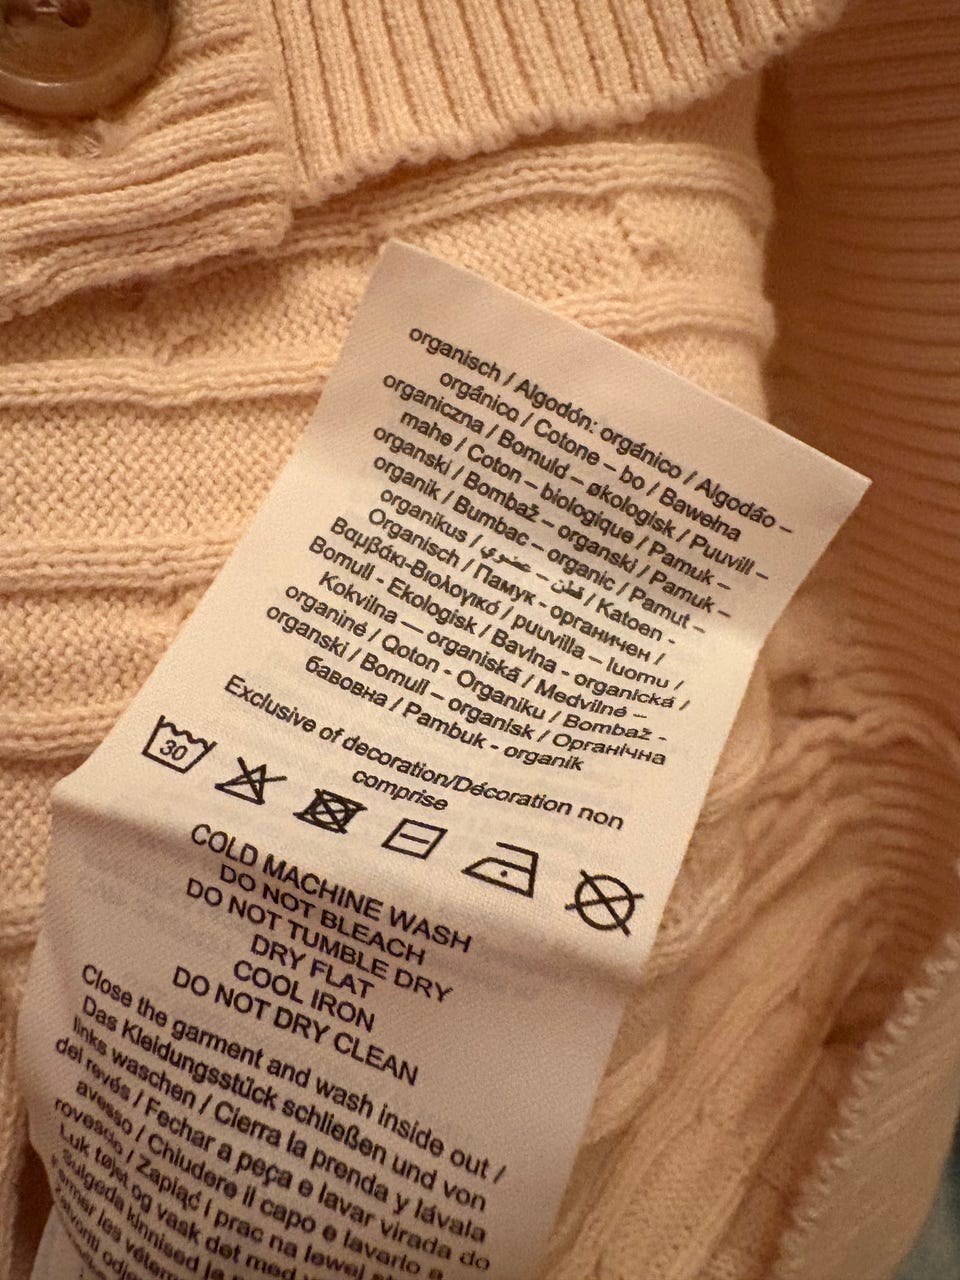 organisch / Algodón: orgánico / Algodão –
orgânico / Cotone – bo / Bawełna
organiczna / Bomuld – økologisk / Puuvill –
mahe / Coton – biologique / Pamuk –
organski / Bombaž – organski / Pamuk –
organik / Bumbac – organic / Pamut –
organikus / قطن – عضوي / Katoen -
Organisch / Памук - органичен /
Βαμβάκι-Βιολογικό / puuvilla – luomu /
Bomull - Ekologisk / Bavlna - organická /
Kokvilna — organiskā / Medvilnė –
organinė / Qoton - Organiku / Bombaž -
organski / Bomull – organisk / Органічна
бавовна / Pambuk - organik
Exclusive of decoration/Décoration non
comprise
30
COLD MACHINE WASH
DO NOT BLEACH
DO NOT TUMBLE DRY
DRY FLAT
COOL IRON
DO NOT DRY CLEAN
Close the garment and wash inside out /
Das Kleidungsstück schließen und von
links waschen / Cierra la prenda y lávala
del revés / Fechar a peça e lavar virada do
avesso / Chiudere il capo e lavarto a
rovescio / Zapiąć i prac na lewej
Luk tøjet og vask det med
Sulgeda kinnised ja